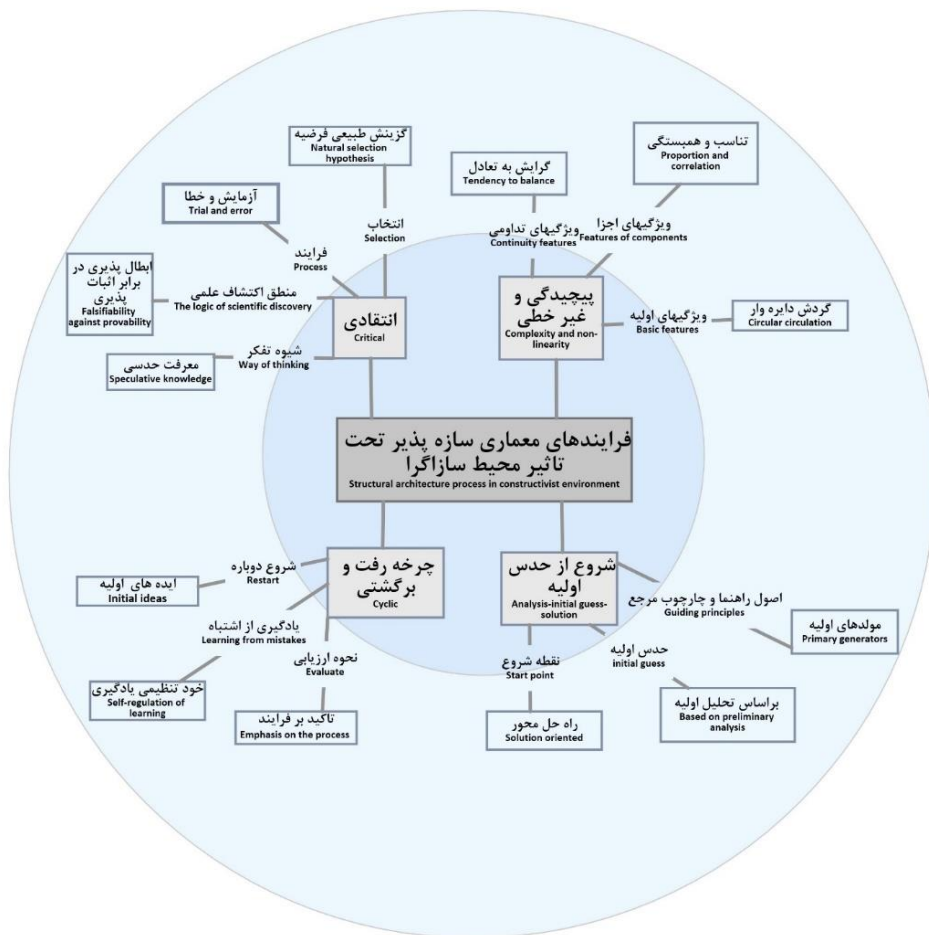 گزینش طبیعی فرضیه
Natural selection
hypothesis
تناسب و همبستگی
Proportion and
correlation
گرایش به تعادل
Tendency to balance
آزمایش و خطا
Trial and error
انتخاب
Selection
ویژگیهای تداومی
Continuity features
ویژگیهای اجزا
Features of components
فرایند
Process
ابطال پذیری در
برابر اثبات
پذیری
Falsifiability
against provability
منطق اکتشاف علمی
The logic of scientific discovery
انتقادی
Critical
پیچیدگی و
غیر خطی
Complexity and non-
linearity
ویژگیهای اولیه
Basic features
گردش دایره وار
Circular circulation
شیوه تفکر
Way of thinking
معرفت حدسی
Speculative knowledge
فرایندهای معماری سازه پذیر تحت
تاثیر محیط سازاگرا
Structural architecture process in constructivist environment
چرخه رفت و
برگشتی
Cyclic
شروع از حدس
اولیه
Analysis-initial guess-
solution
شروع دوباره
Restart
ایده های اولیه
Initial ideas
اصول راهنما و چارچوب مرجع
Guiding principles
مولدهای اولیه
Primary generators
یادگیری از اشتباه
Learning from mistakes
حدس اولیه
initial guess
نحوه ارزیابی
Evaluate
نقطه شروع
Start point
خود تنظیمی یادگیری
Self-regulation of
learning
براساس تحلیل اولیه
Based on preliminary
analysis
تاکید بر فرایند
Emphasis on the process
راه حل محور
Solution oriented